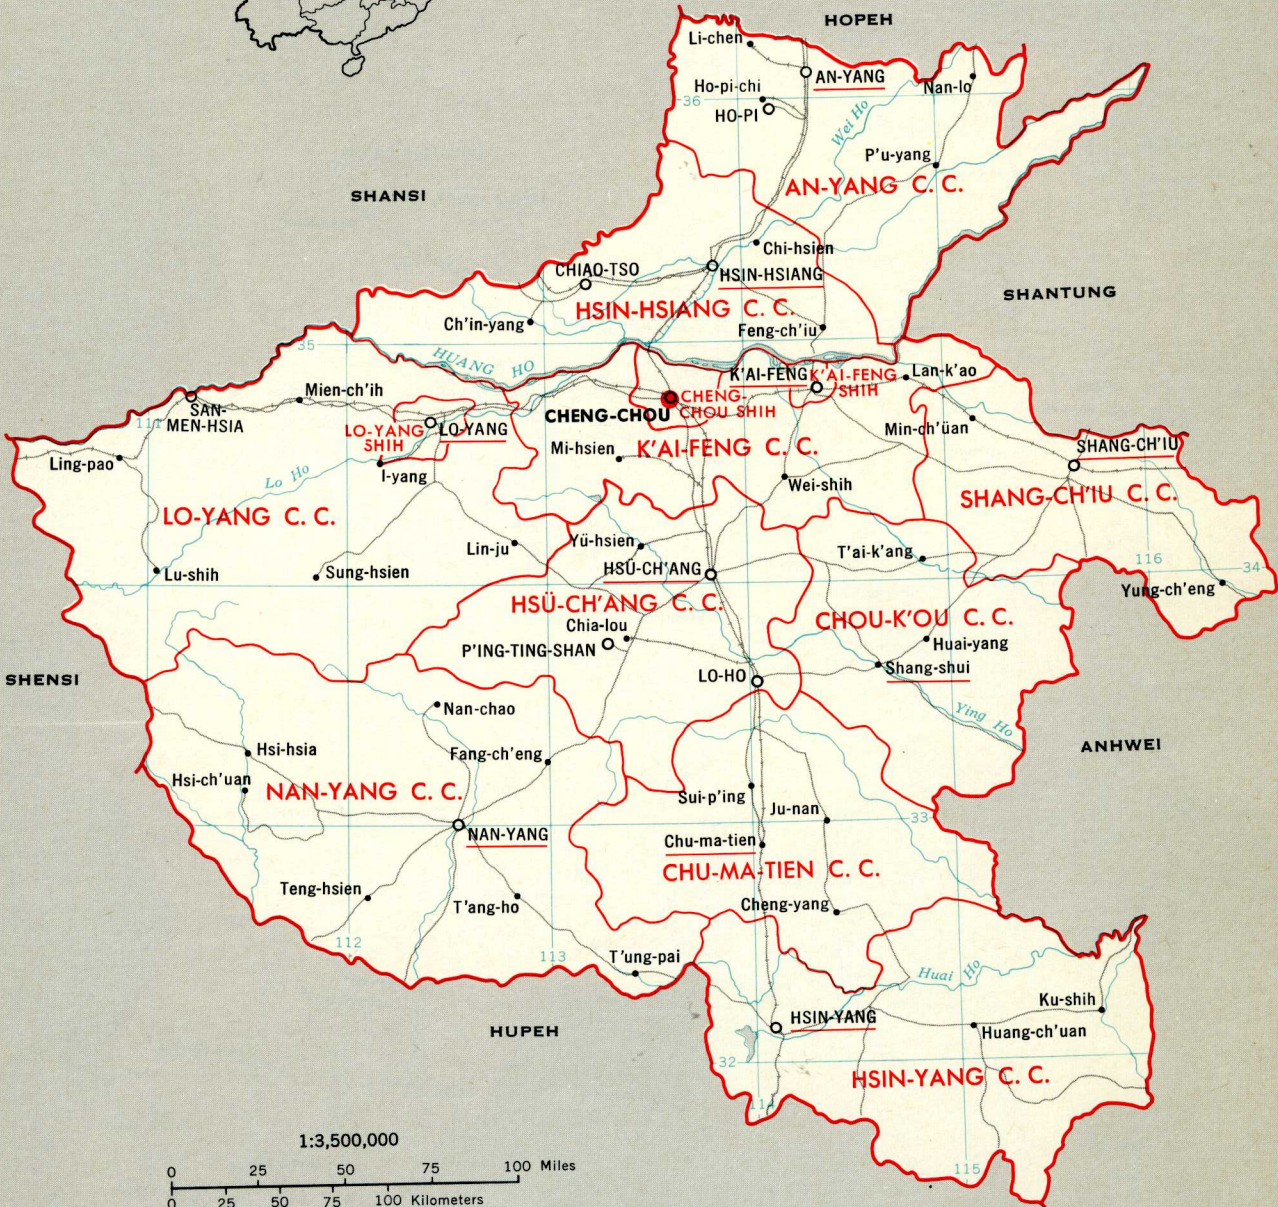 HOPEH
Li-chen
AN-YANG
Ho-pi-chi
Nan-lo
36
HO-PI
Wei Ho
P'u-yang
SHANSI
AN-YANG C. C.
Chi-hsien
CHIAO-TSO
HSIN-HSIANG
SHANTUNG
HSIN-HSIANG C. C.
Ch'in-yang
Feng-ch'iu
35
HUANG HO
K'AI-FENG
K'AI-FENG
SHIH
Lan-k'ao
Mien-ch'ih
SAN-
MEN-HSIA
111
CHENG-CHOU
CHENG-
CHOU SHIH
LO-YANG
SHIH
LO-YANG
Min-ch'üan
Mi-hsien
K'AI-FENG C. C.
SHANG-CH'IU
Ling-pao
I-yang
Lo Ho
Wei-shih
SHANG-CH'IU C. C.
LO-YANG C. C.
Lin-ju
Yü-hsien
T'ai-k'ang
116
34
Lu-shih
Sung-hsien
HSÜ-CH'ANG
Yung-ch'eng
HSÜ-CH'ANG C. C.
CHOU-K'OU C. C.
Chia-lou
P'ING-TING-SHAN
Huai-yang
SHENSI
LO-HO
Shang-shui
Nan-chao
Ying Ho
Hsi-hsia
Fang-ch'eng
ANHWEI
Hsi-ch'uan
NAN-YANG C. C.
Sui-p'ing
Ju-nan
33
NAN-YANG
Chu-ma-tien
CHU-MA-TIEN C. C.
Teng-hsien
T'ang-ho
Cheng-yang
112
113
T'ung-pai
Huai Ho
HUPEH
HSIN-YANG
Ku-shih
Huang-ch'uan
32
HSIN-YANG C. C.
114
115
1:3,500,000
0 25 50 75 100 Miles
0 25 50 75 100 Kilometers